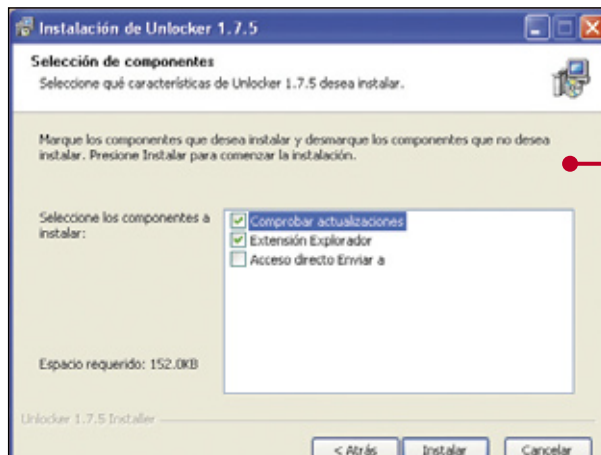 Instalación de Unlocker 1.7.5
Selección de componentes
Seleccione qué características de Unlocker 1.7.5 desea instalar.
Marque los componentes que desea instalar y desmarque los componentes que no desea
instalar. Presione Instalar para comenzar la instalación.
Seleccione los componentes a
instalar:
Comprobar actualizaciones
Extensión Explorador
Acceso directo Enviar a
Espacio requerido: 152.0KB
Unlocker 1.7.5 Installer
< Atrás
Instalar
Cancelar